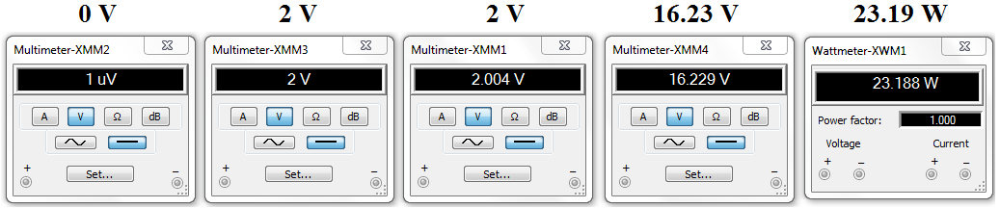 0 V
2 V
2 V
16.23 V
23.19 W
Multimeter-XMM2
1 uV
A V Ω dB
+
Set...
–
Multimeter-XMM3
2 V
A V Ω dB
+
Set...
–
Multimeter-XMM1
2.004 V
A V Ω dB
+
Set...
–
Multimeter-XMM4
16.229 V
A V Ω dB
+
Set...
–
Wattmeter-XWM1
23.188 W
Power factor: 1.000
Voltage Current
+ – + –